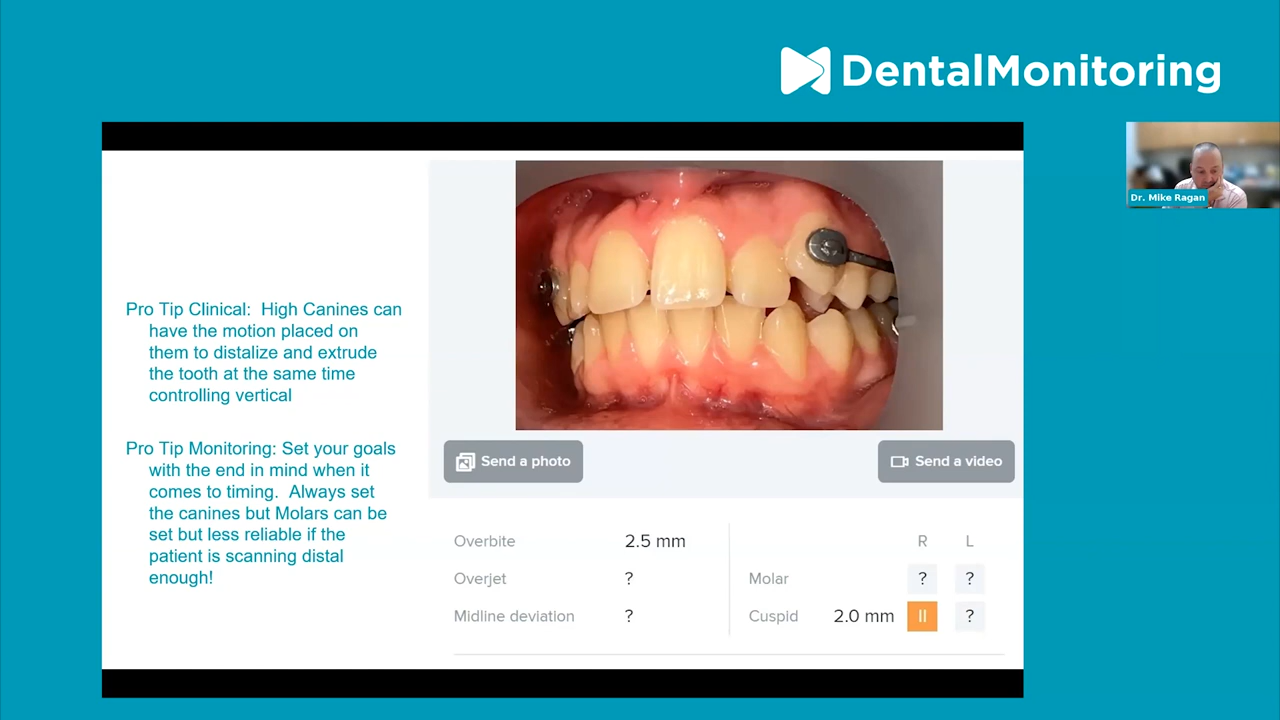 DentalMonitoring
Dr. Mike Ragan
Pro Tip Clinical: High Canines can
have the motion placed on
them to distalize and extrude
the tooth at the same time
controlling vertical
Pro Tip Monitoring: Set your goals
with the end in mind when it
comes to timing. Always set
the canines but Molars can be
set but less reliable if the
patient is scanning distal
enough!
Send a photo
Send a video
Overbite 2.5 mm
Overjet ?
Midline deviation ?
R L
Molar ? ?
Cuspid 2.0 mm II ?